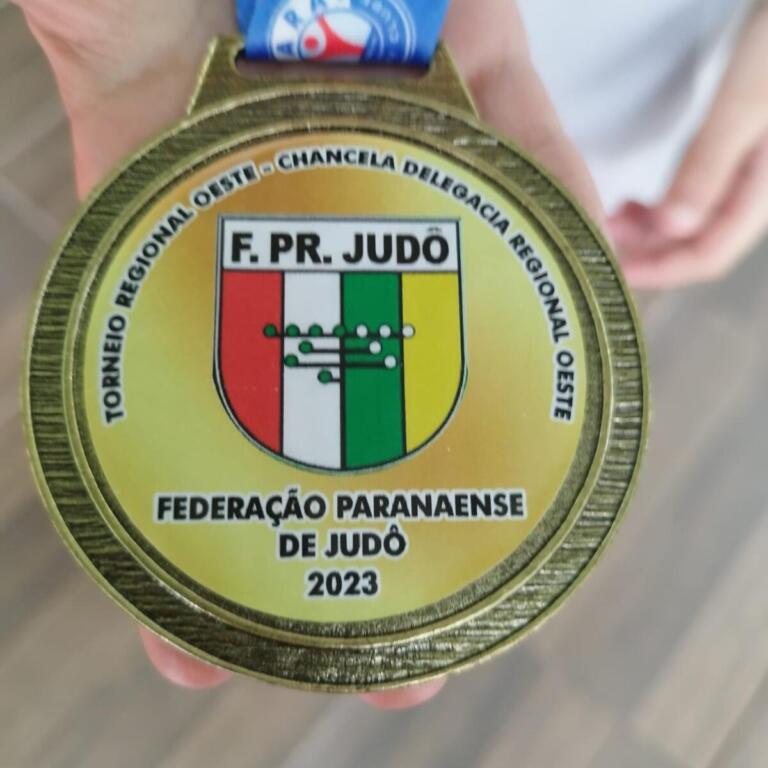 TORNEIO REGIONAL OESTE - CHANCELA DELEGACIA REGIONAL OESTE
F. PR. JUDÔ
FEDERAÇÃO PARANAENSE
DE JUDÔ
2023